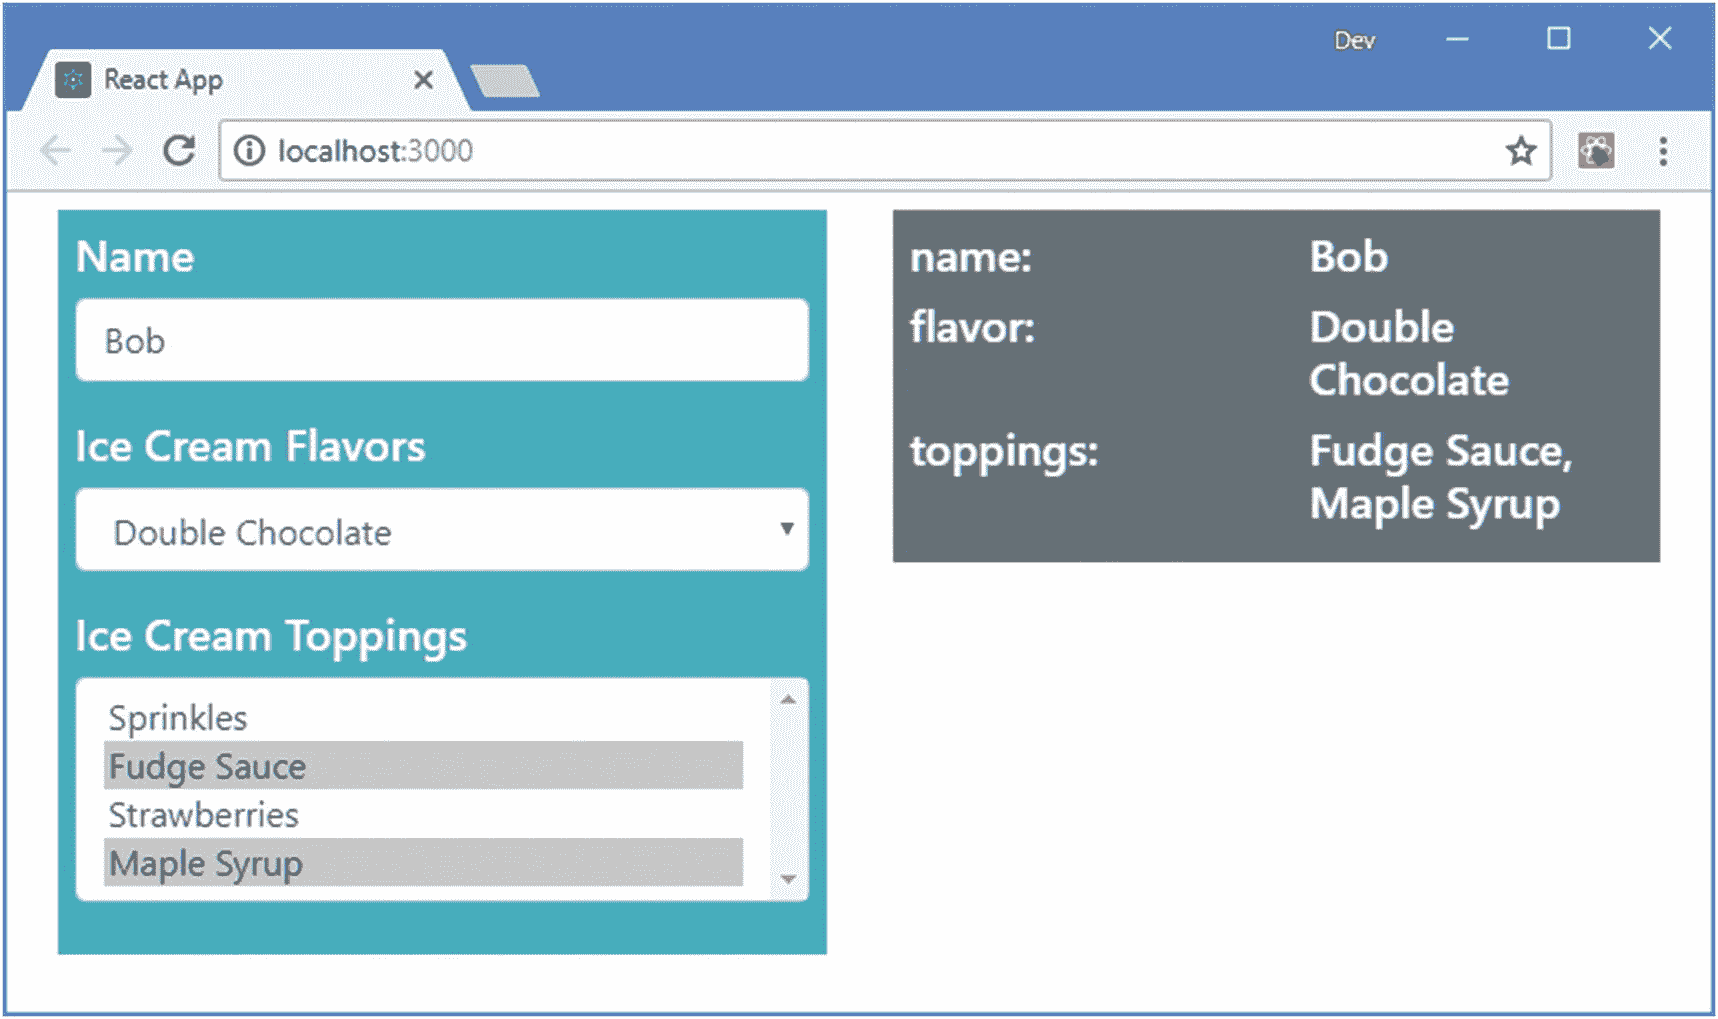 Dev
React App
localhost:3000
Name
Bob
Ice Cream Flavors
Double Chocolate
Ice Cream Toppings
Sprinkles
Fudge Sauce
Strawberries
Maple Syrup
name: Bob
flavor: Double
Chocolate
toppings: Fudge Sauce,
Maple Syrup